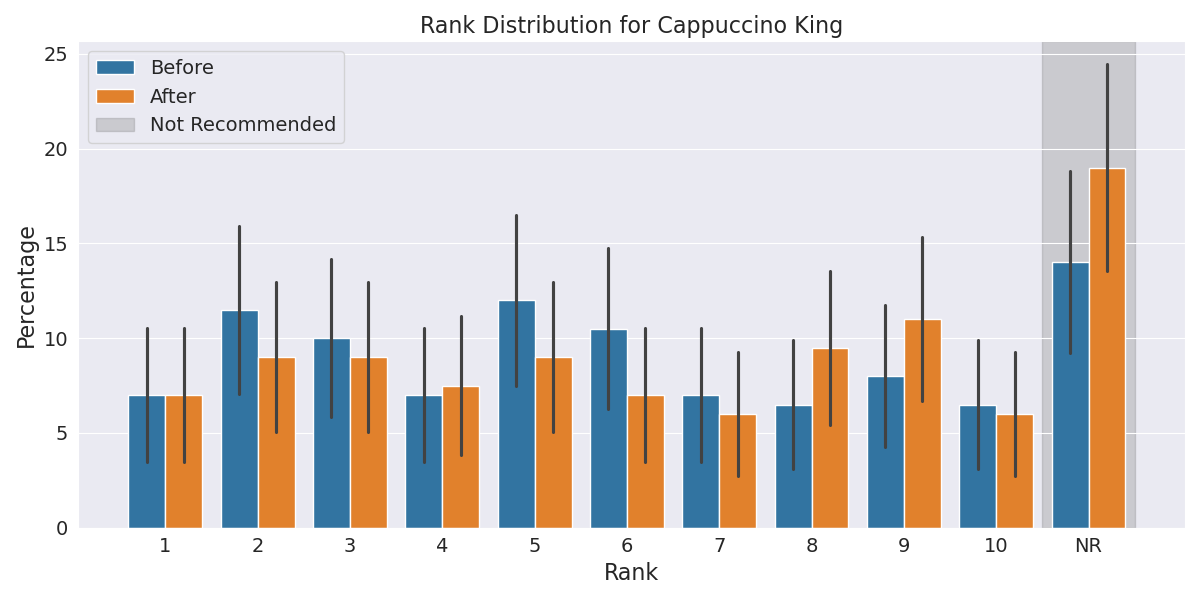 Rank Distribution for Cappuccino King
Before
After
Not Recommended
25
20
15
10
5
0
Percentage
1 2 3 4 5 6 7 8 9 10 NR
Rank